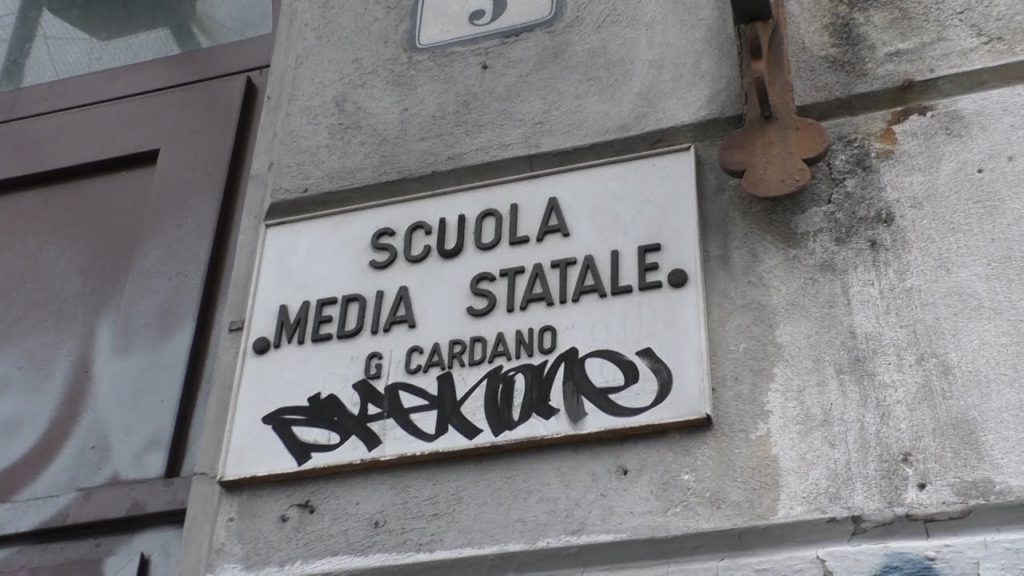 SCUOLA
MEDIA STATALE
"G CARDANO"